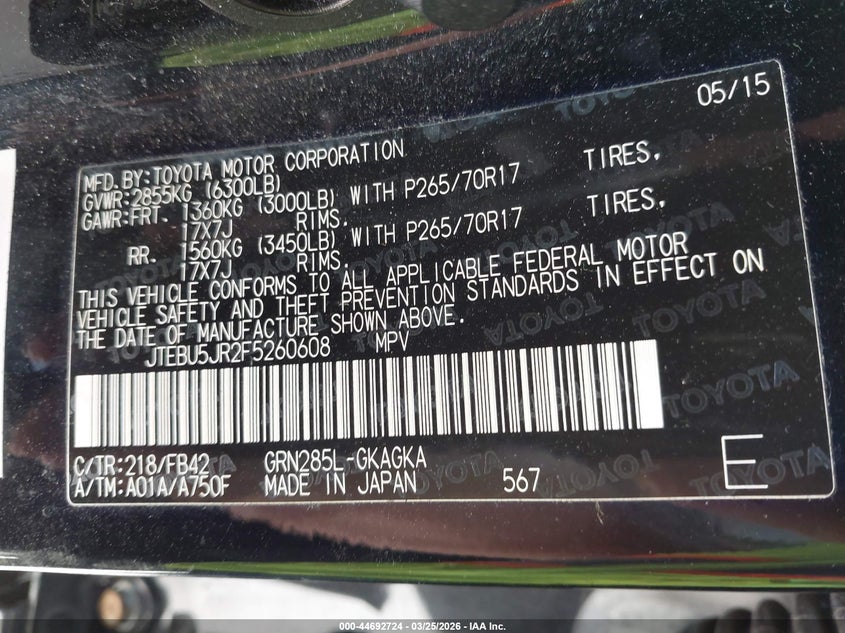 05/15
MFD.BY:TOYOTA MOTOR CORPORATION
GVWR:2855KG (6300LB)
GAWR:FRT. 1360KG (3000LB) WITH P265/70R17 TIRES,
17X7J RIMS.
RR. 1560KG (3450LB) WITH P265/70R17 TIRES,
17X7J RIMS.
THIS VEHICLE CONFORMS TO ALL APPLICABLE FEDERAL MOTOR
VEHICLE SAFETY AND THEFT PREVENTION STANDARDS IN EFFECT ON
THE DATE OF MANUFACTURE SHOWN ABOVE.
JTEBU5JR2F5260608 MPV
C/TR:218/FB42 GRN285L-GKAGKA
A/TM:A01A/A750F MADE IN JAPAN 567 E
000-44692724 | 03/25/2026 – IAA Inc.